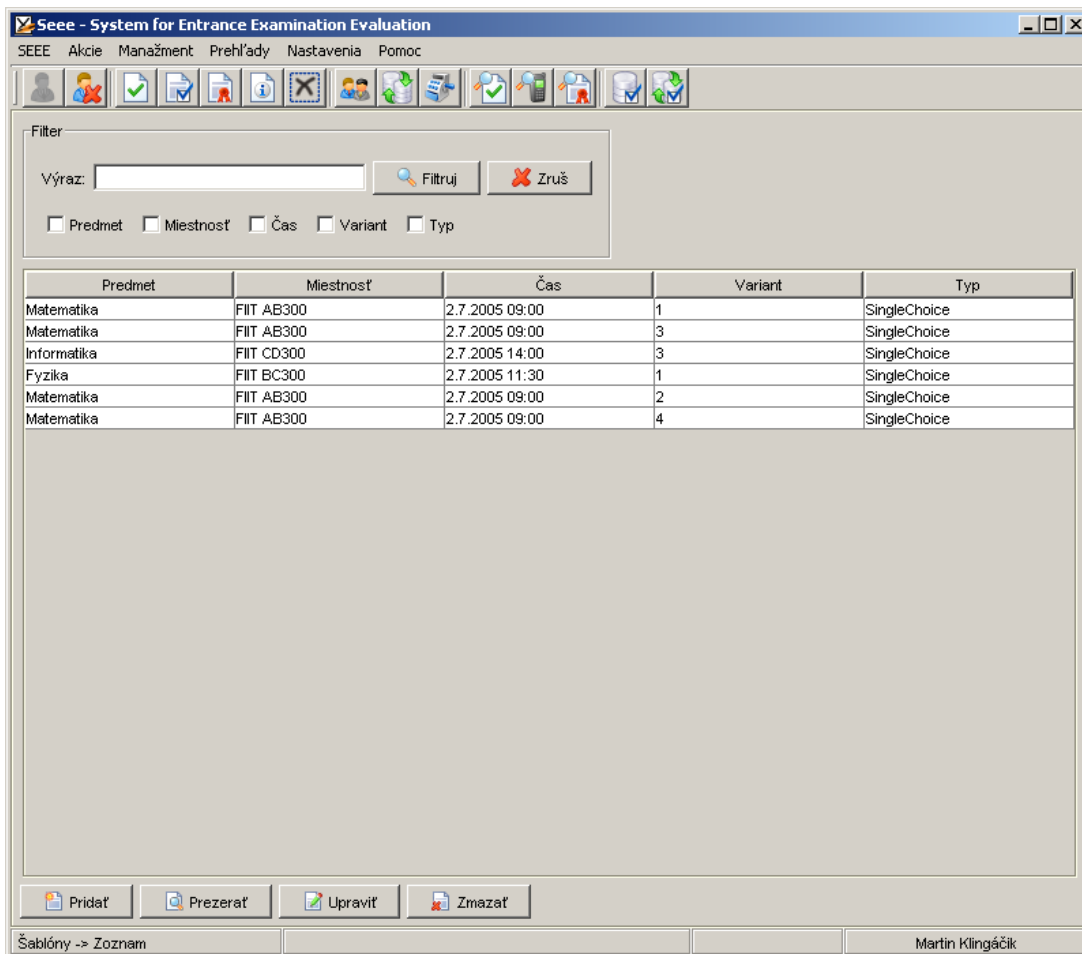 Seee - System for Entrance Examination Evaluation
SEEE Akcie Manažment Prehľady Nastavenia Pomoc
Filter
Výraz: Filtruj Zruš
Predmet Miestnosť Čas Variant Typ
Predmet Miestnosť Čas Variant Typ
Matematika FIIT AB300 2.7.2005 09:00 1 SingleChoice
Matematika FIIT AB300 2.7.2005 09:00 3 SingleChoice
Informatika FIIT CD300 2.7.2005 14:00 3 SingleChoice
Fyzika FIIT BC300 2.7.2005 11:30 1 SingleChoice
Matematika FIIT AB300 2.7.2005 09:00 2 SingleChoice
Matematika FIIT AB300 2.7.2005 09:00 4 SingleChoice
Pridať Prezerať Upraviť Zmazať
Šablóny -> Zoznam Martin Klingáčik